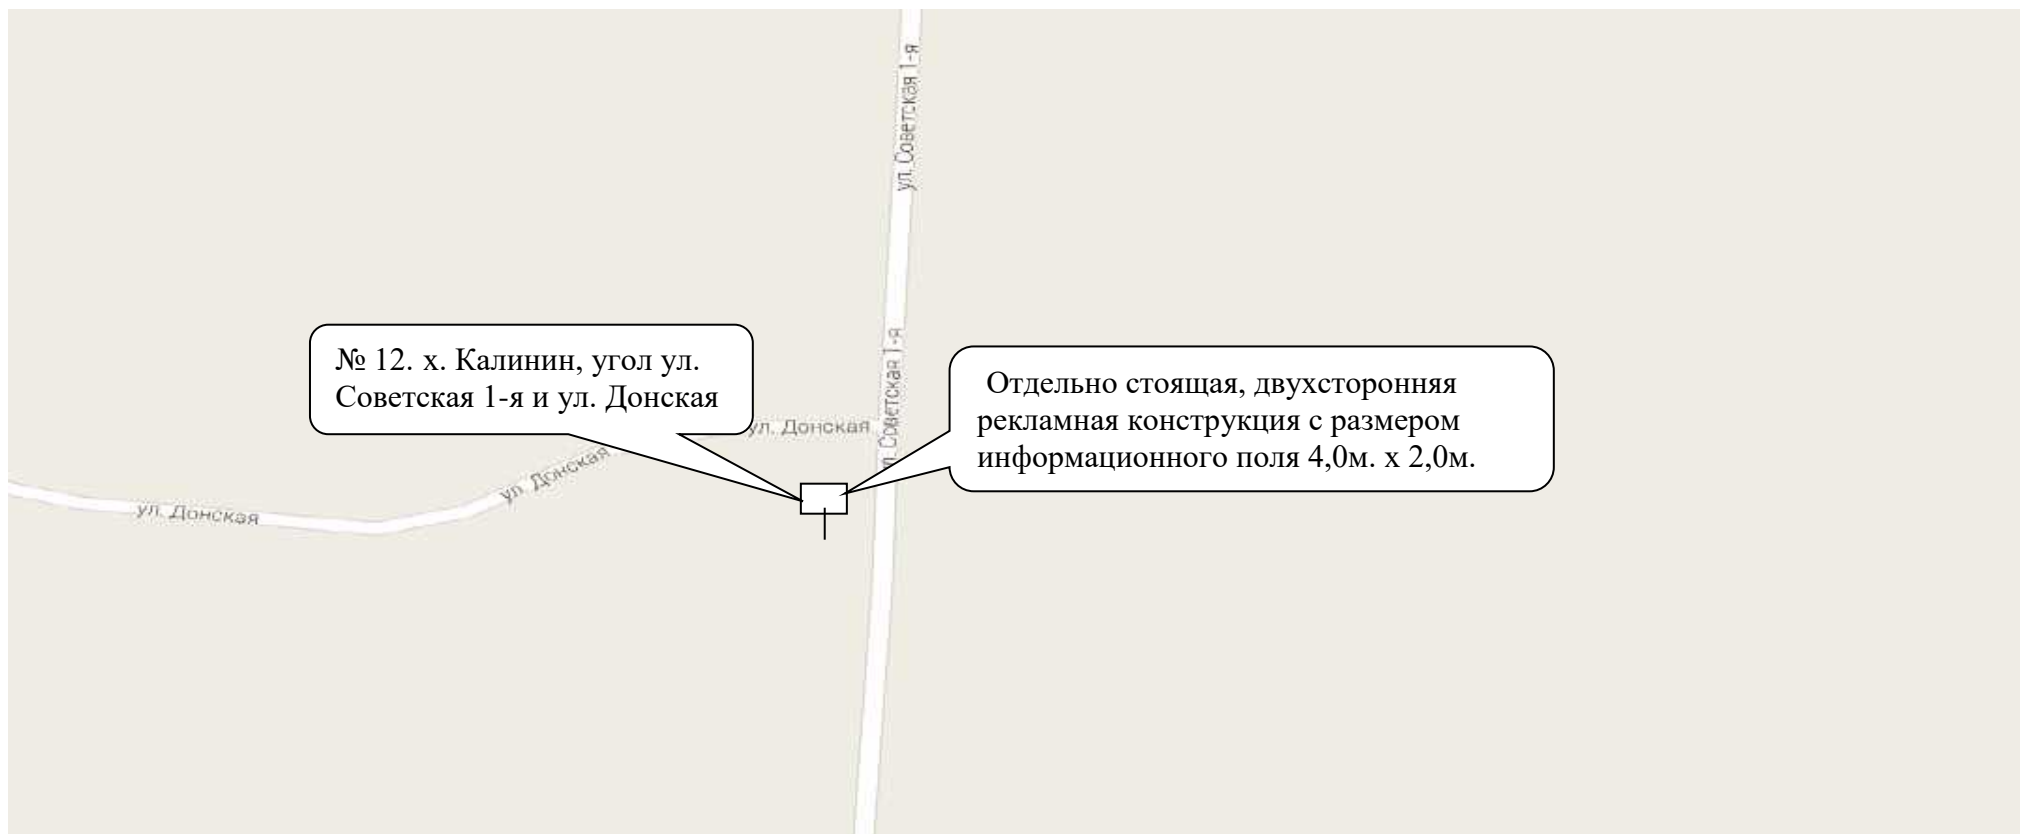 ул. Советская 1-я
№ 12. х. Калинин, угол ул.
Советская 1-я и ул. Донская
ул. Советская 1-я
Отдельно стоящая, двухсторонняя
рекламная конструкция с размером
информационного поля 4,0м. х 2,0м.
ул. Донская
ул. Донская
ул. Донская